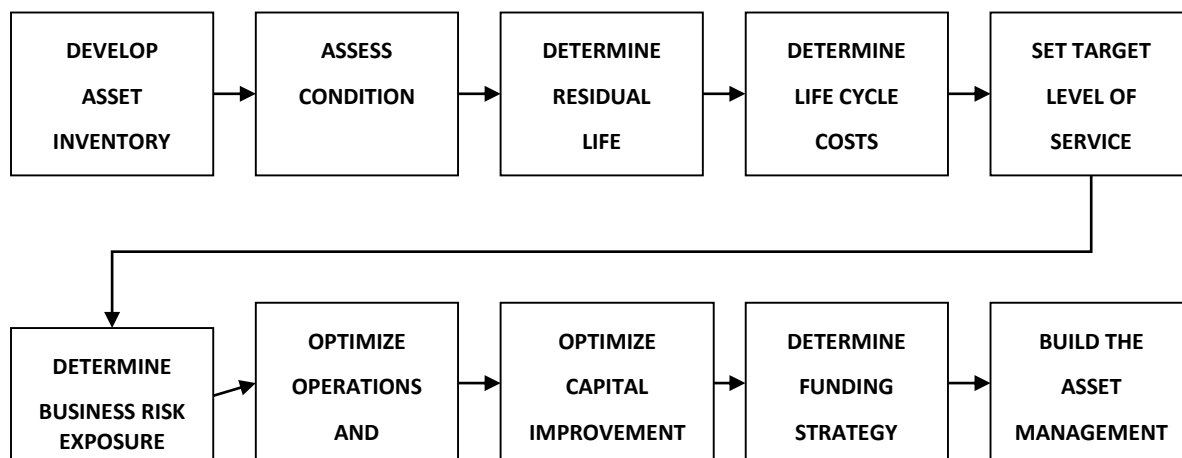 DEVELOP
ASSET
INVENTORY
ASSESS
CONDITION
DETERMINE
RESIDUAL
LIFE
DETERMINE
LIFE CYCLE
COSTS
SET TARGET
LEVEL OF
SERVICE
DETERMINE
BUSINESS RISK
EXPOSURE
OPTIMIZE
OPERATIONS
AND
OPTIMIZE
CAPITAL
IMPROVEMENT
DETERMINE
FUNDING
STRATEGY
BUILD THE
ASSET
MANAGEMENT